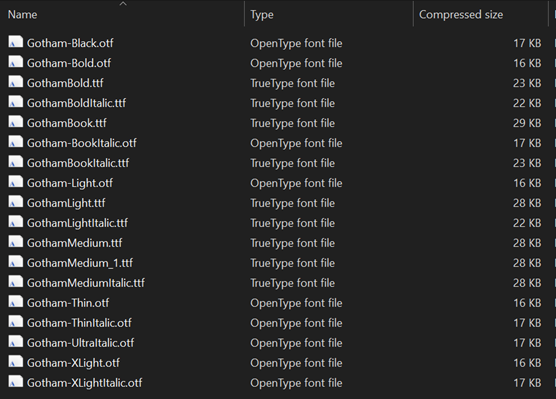 Name Type Compressed size
Gotham-Black.otf OpenType font file 17 KB
Gotham-Bold.otf OpenType font file 16 KB
GothamBold.ttf TrueType font file 23 KB
GothamBoldItalic.ttf TrueType font file 22 KB
GothamBook.ttf TrueType font file 29 KB
Gotham-BookItalic.otf OpenType font file 17 KB
GothamBookItalic.ttf TrueType font file 23 KB
Gotham-Light.otf OpenType font file 16 KB
GothamLight.ttf TrueType font file 28 KB
GothamLightItalic.ttf TrueType font file 22 KB
GothamMedium.ttf TrueType font file 28 KB
GothamMedium_1.ttf TrueType font file 28 KB
GothamMediumItalic.ttf TrueType font file 28 KB
Gotham-Thin.otf OpenType font file 16 KB
Gotham-ThinItalic.otf OpenType font file 17 KB
Gotham-UltraItalic.otf OpenType font file 17 KB
Gotham-XLight.otf OpenType font file 16 KB
Gotham-XLightItalic.otf OpenType font file 17 KB